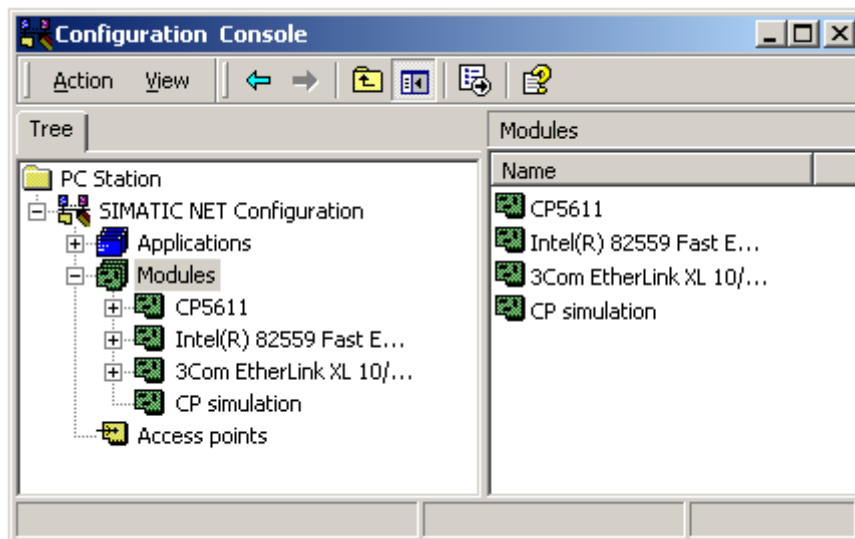 Configuration Console
Action View
Tree
PC Station
SIMATIC NET Configuration
Applications
Modules
CP5611
Intel(R) 82559 Fast E...
3Com EtherLink XL 10/...
CP simulation
Access points
Modules
Name
CP5611
Intel(R) 82559 Fast E...
3Com EtherLink XL 10/...
CP simulation